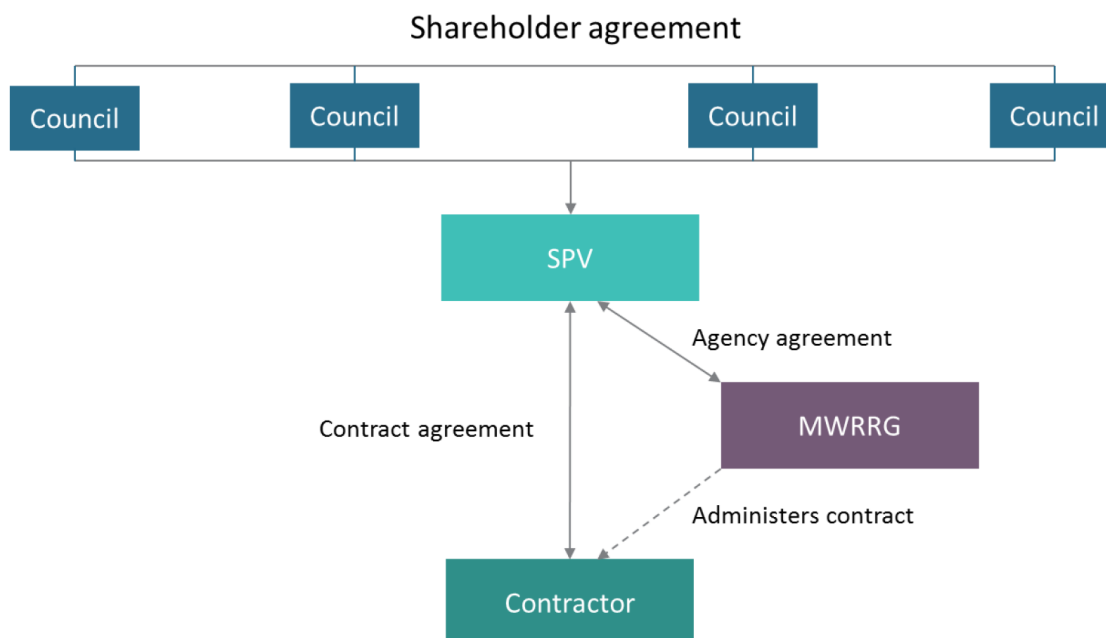 Shareholder agreement
Council
Council
Council
Council
SPV
Agency agreement
Contract agreement
MWRRG
Administers contract
Contractor